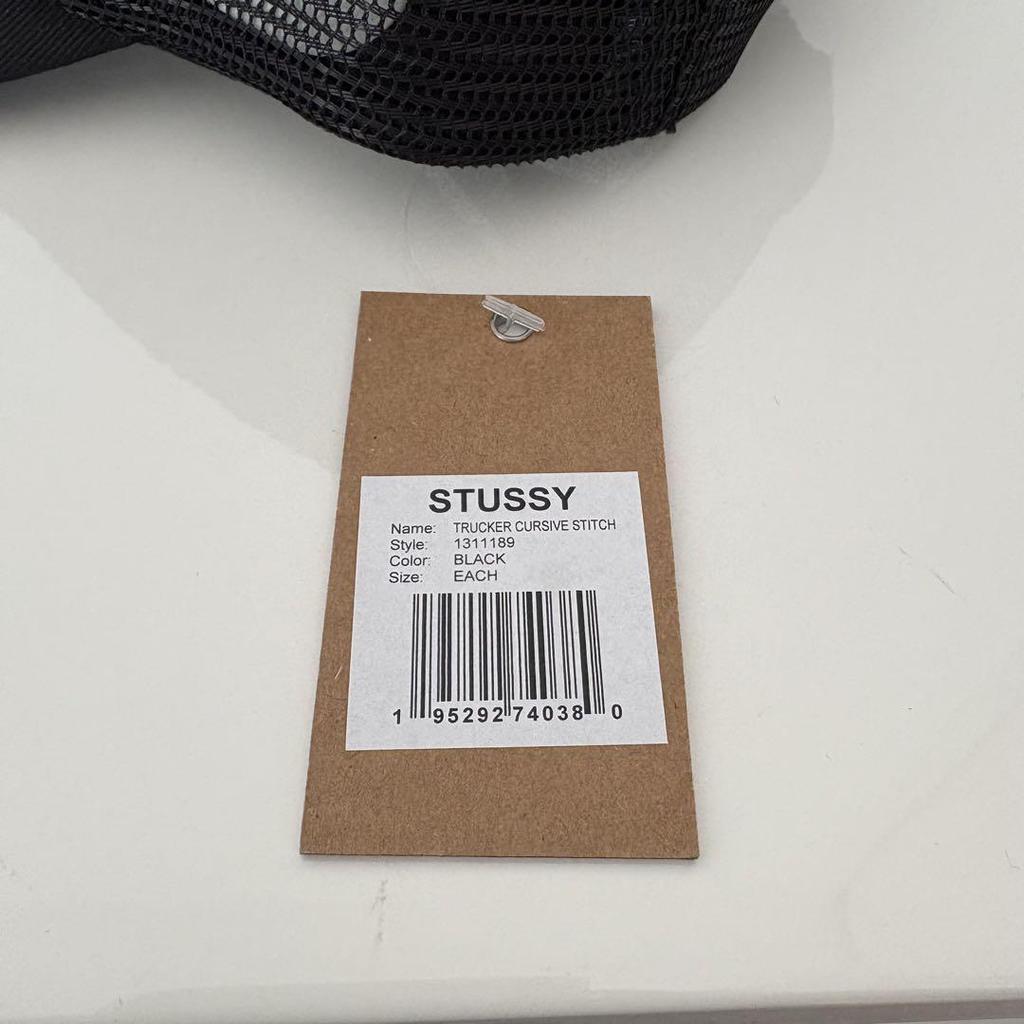 STUSSY
Name: TRUCKER CURSIVE STITCH
Style: 1311189
Color: BLACK
Size: EACH
1 95292 74038 0